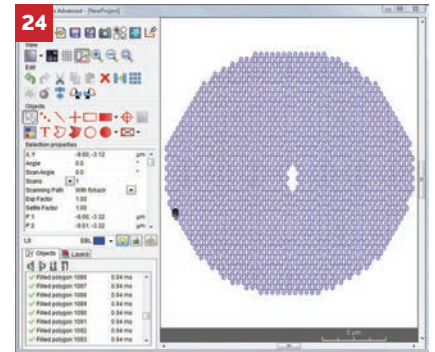 24
Advanced - [NewProject]
View
Edit
Objects
Selection properties
X,Y -9.00; -3.12 µm
Angle 0.0 °
Scan Angle 0.0 °
Scans 1
Scanning Path With flyback
Exp Factor 1.00
Settle Factor 1.00
P 1 -9.00; -3.32 µm
P 2 -9.01; -3.32 µm
EBL
Objects Layers
Filled polygon 1086 0.94 ms
Filled polygon 1087 0.94 ms
Filled polygon 1088 0.94 ms
Filled polygon 1089 0.94 ms
Filled polygon 1090 0.94 ms
Filled polygon 1091 0.94 ms
Filled polygon 1092 0.94 ms
Filled polygon 1093 0.94 ms
5 µm